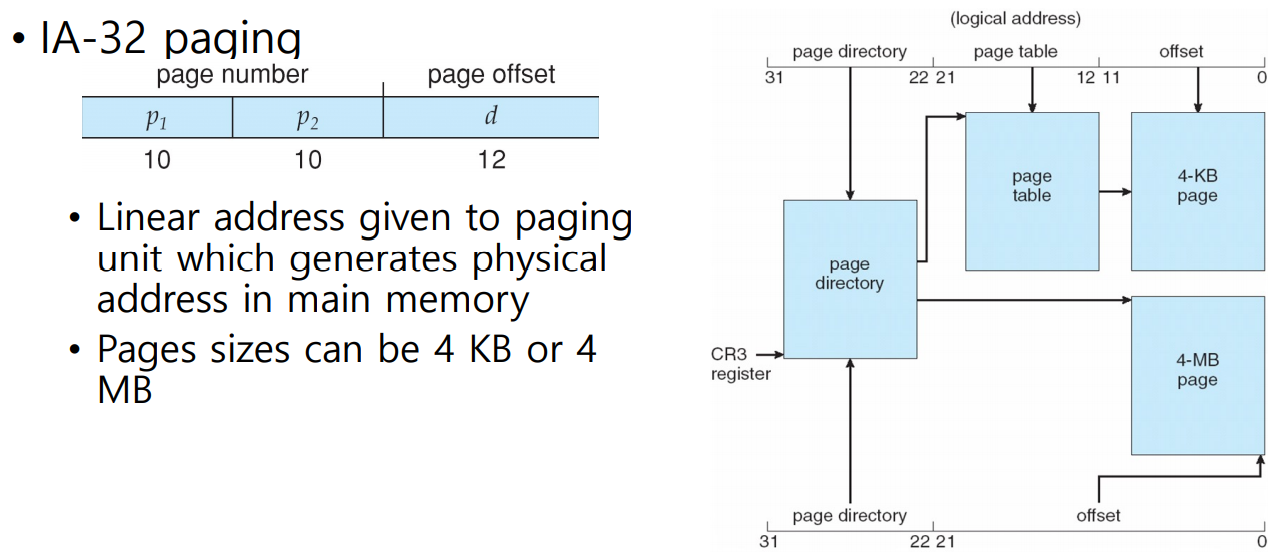 • IA-32 paging
page number page offset
p1 p2 d
10 10 12
• Linear address given to paging
unit which generates physical
address in main memory
• Pages sizes can be 4 KB or 4
MB
(logical address)
page directory page table offset
31 22 21 12 11 0
page
table
4-KB
page
page
directory
CR3
register
4-MB
page
page directory offset
31 22 21 0